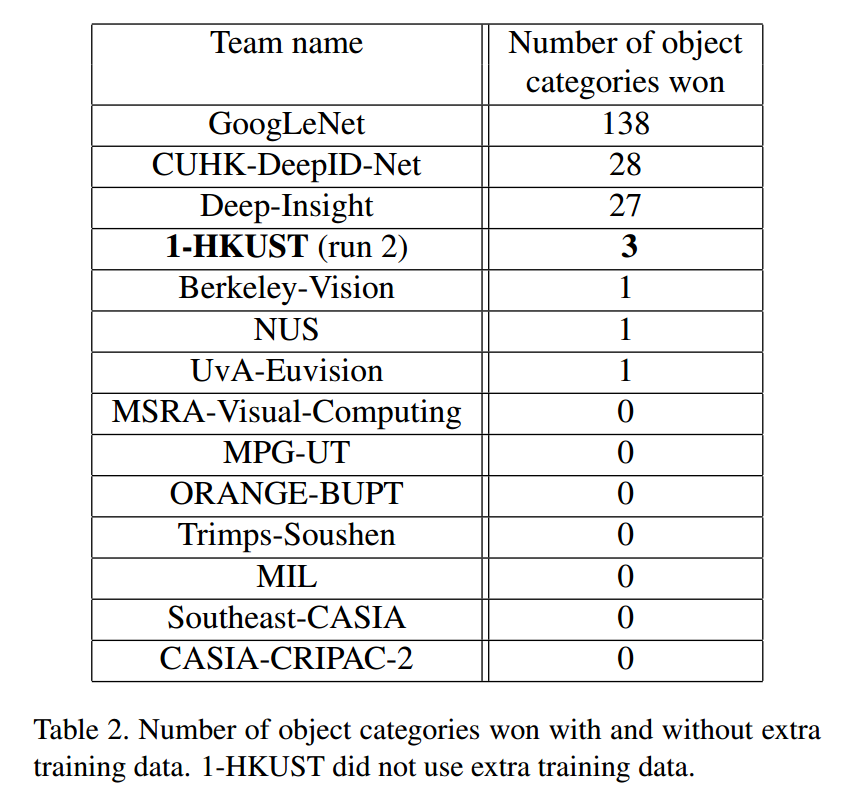 Team name Number of object
categories won
GoogLeNet 138
CUHK-DeepID-Net 28
Deep-Insight 27
1-HKUST (run 2) 3
Berkeley-Vision 1
NUS 1
UvA-Euvision 1
MSRA-Visual-Computing 0
MPG-UT 0
ORANGE-BUPT 0
Trimps-Soushen 0
MIL 0
Southeast-CASIA 0
CASIA-CRIPAC-2 0
Table 2. Number of object categories won with and without extra
training data. 1-HKUST did not use extra training data.